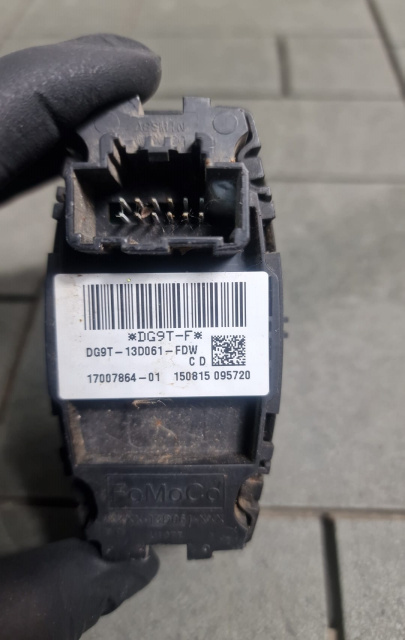 *DG9T-F*
DG9T-13D061-FDW
C D
17007864-01 150815 095720
FoMoCo